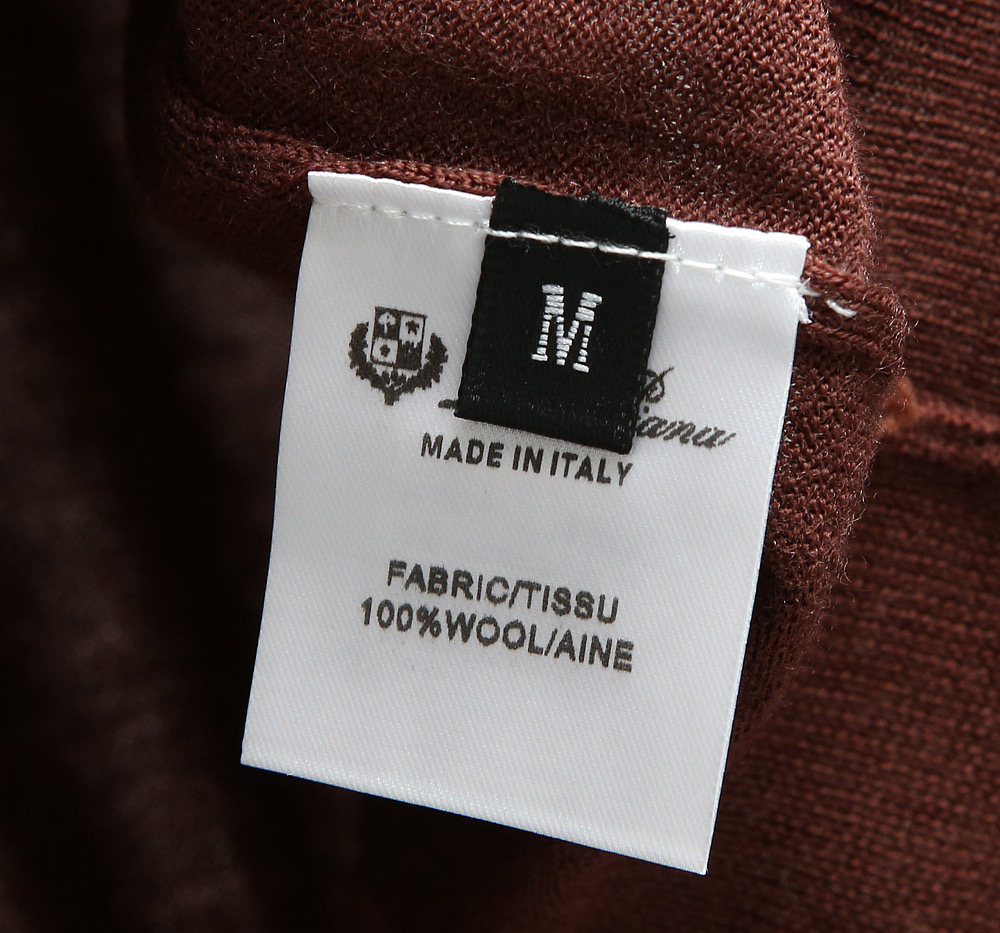 M
MADE IN ITALY
FABRIC/TISSU
100%WOOL/AINE